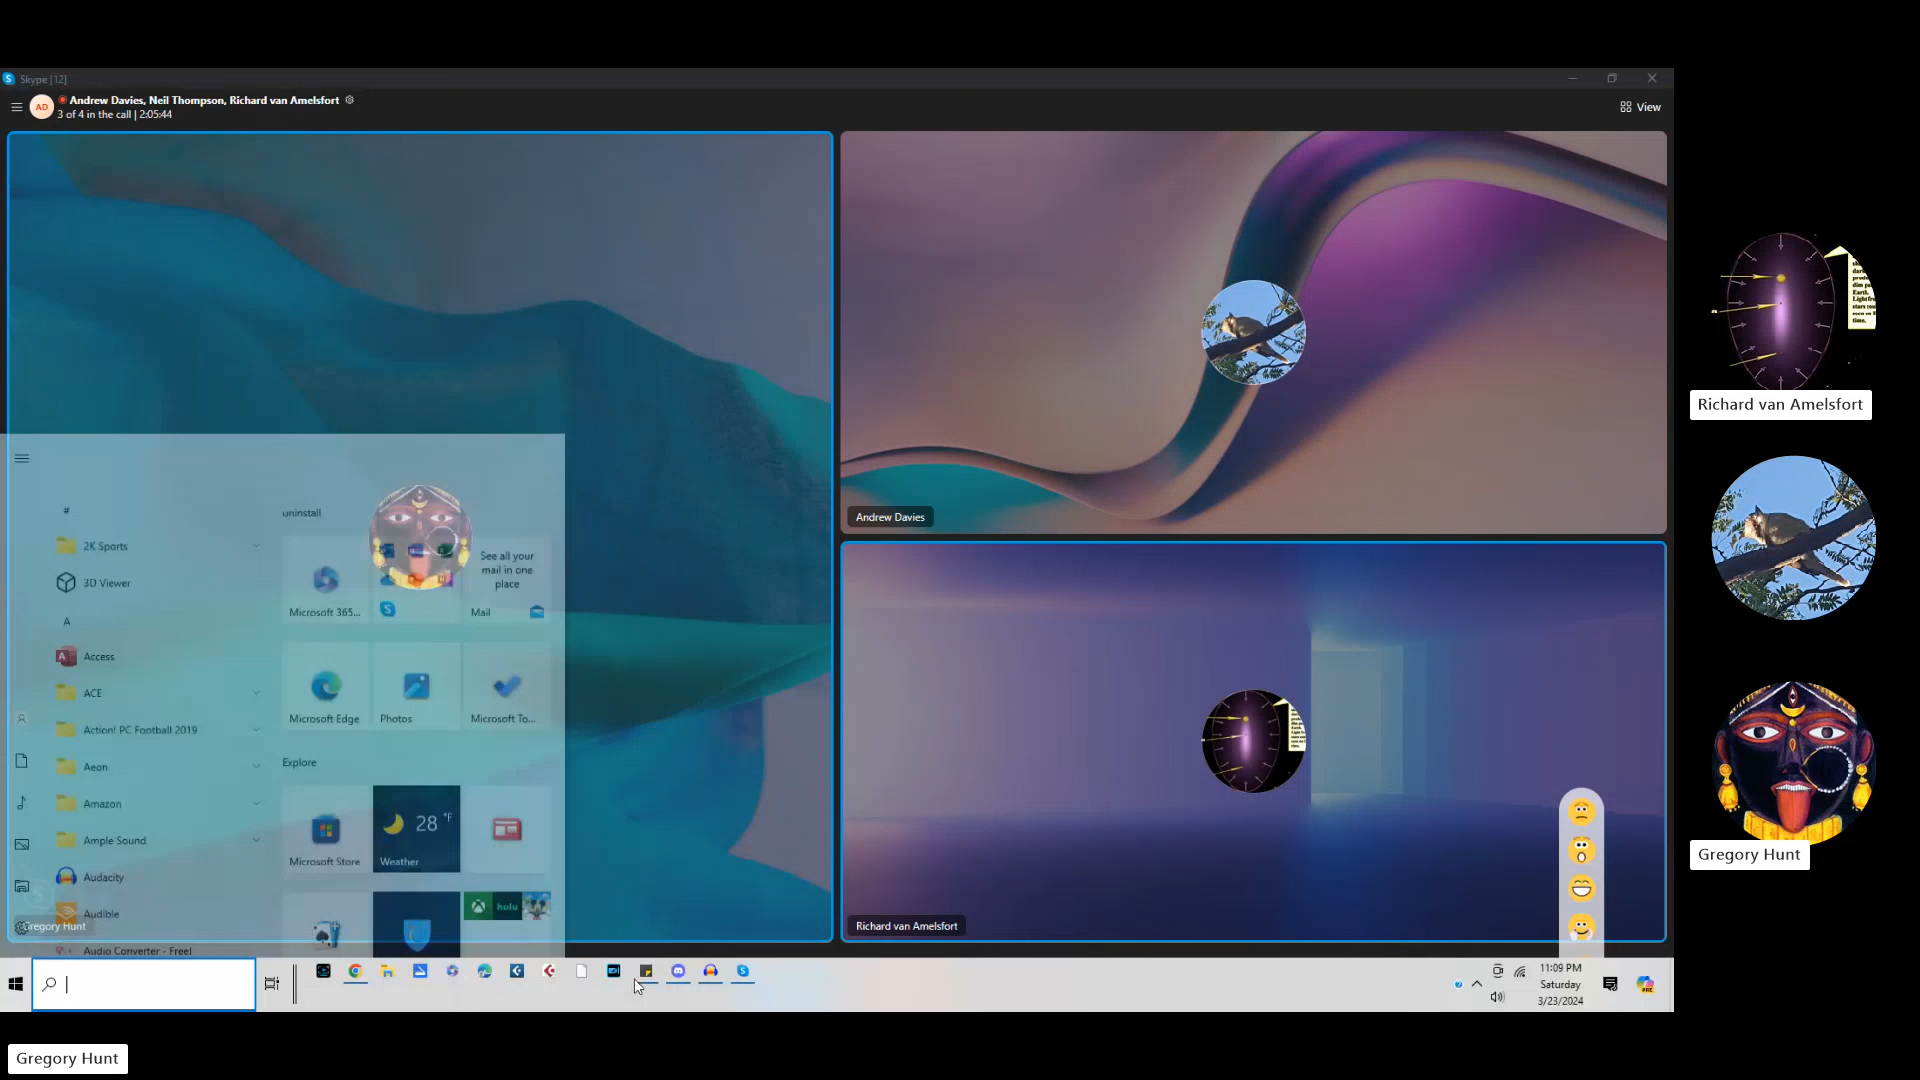 Skype [12]
AD
Andrew Davies, Neil Thompson, Richard van Amelsfort
3 of 4 in the call | 2:05:44
View
Andrew Davies
#
2K Sports
3D Viewer
A
Access
ACE
Action! PC Football 2019
Aeon
Amazon
Ample Sound
Audacity
Audible
Audio Converter - Free!
uninstall
Microsoft 365...
See all your
mail in one
place
Mail
Microsoft Edge
Photos
Microsoft To...
Explore
Microsoft Store
28 °F
Weather
hulu
Gregory Hunt
Richard van Amelsfort
11:09 PM
Saturday
3/23/2024
PRE
Earth.
time.
Richard van Amelsfort
Gregory Hunt
Gregory Hunt